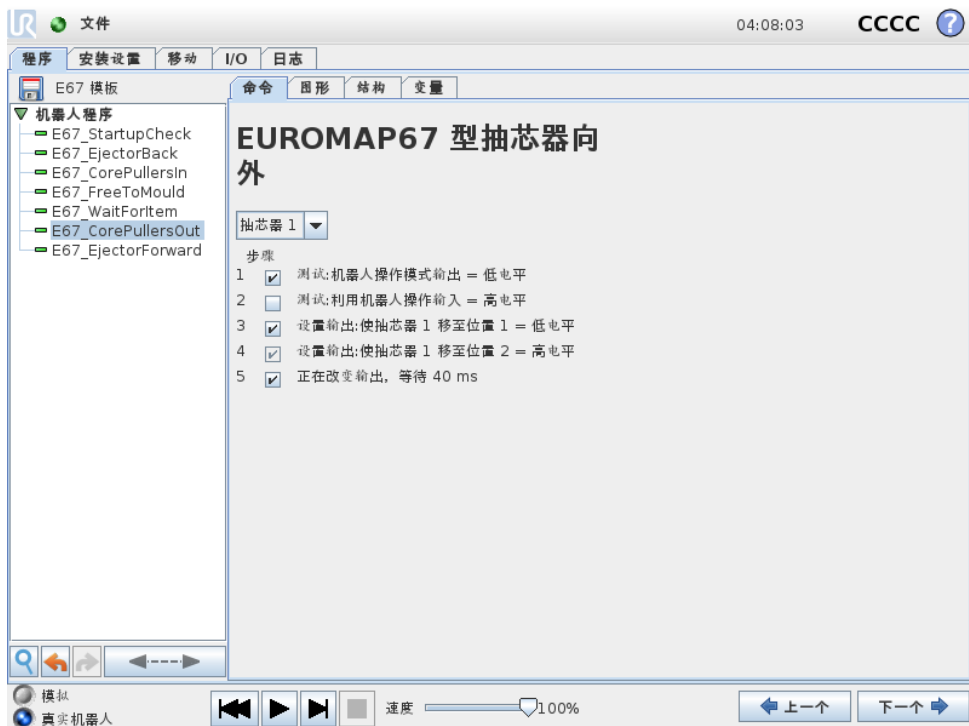 UR 文件 04:08:03 CCCC ?
程序 安装设置 移动 I/O 日志
E67 模板
命令 图形 结构 变量
机器人程序
E67_StartupCheck
E67_EjectorBack
E67_CorePullersIn
E67_FreeToMould
E67_WaitForItem
E67_CorePullersOut
E67_EjectorForward
EUROMAP67 型抽芯器向
外
抽芯器 1
步骤
1 测试:机器人操作模式输出 = 低电平
2 测试:利用机器人操作输入 = 高电平
3 设置输出:使抽芯器 1 移至位置 1 = 低电平
4 设置输出:使抽芯器 1 移至位置 2 = 高电平
5 正在改变输出，等待 40 ms
模拟
真实机器人
速度 100%
上一个 下一个